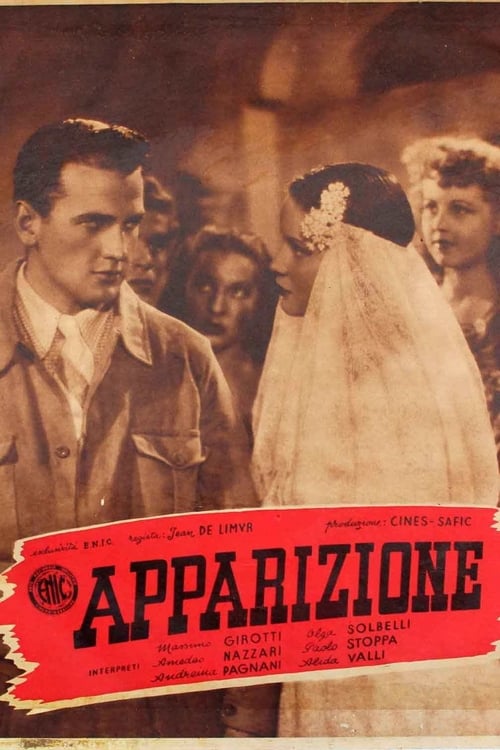 esclusività E.N.I.C. regista: Jean DE LIMUR produzione: CINES-SAFIC
ENIC
APPARIZIONE
INTERPRETI
Massimo GIROTTI Olga SOLBELLI
Amedeo NAZZARI Paolo STOPPA
Andreina PAGNANI Alida VALLI